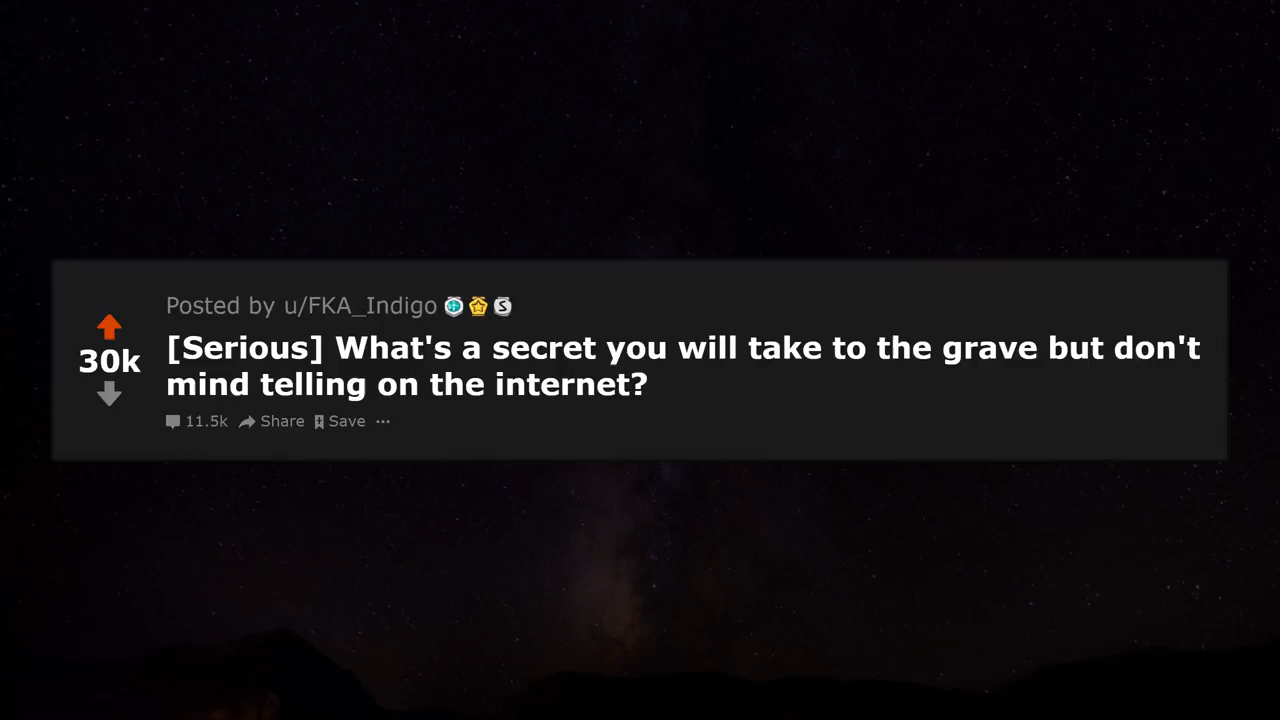 Posted by u/FKA_Indigo
30k
[Serious] What's a secret you will take to the grave but don't
mind telling on the internet?
11.5k Share Save ···